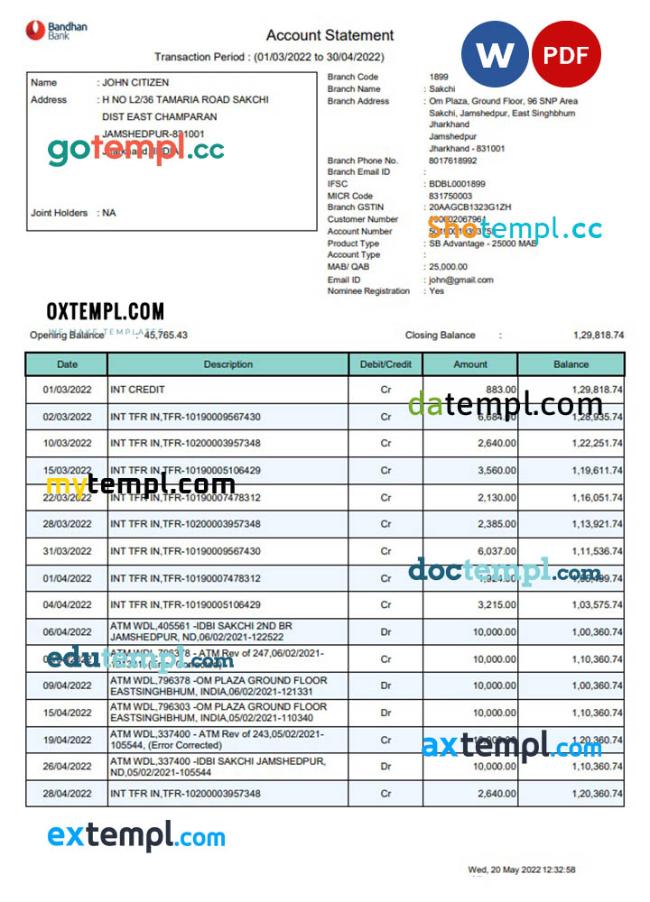 Bandhan
Bank
Account Statement
Transaction Period : (01/03/2022 to 30/04/2022)
W
PDF
Name : JOHN CITIZEN
Address : H NO L2/36 TAMARIA ROAD SAKCHI
DIST EAST CHAMPARAN
JAMSHEDPUR-831001
gotempl.cc
Joint Holders : NA
Branch Code 1899
Branch Name : Sakchi
Branch Address : Om Plaza, Ground Floor, 96 SNP Area
Sakchi, Jamshedpur, East Singhbhum
Jharkhand
Jamshedpur
Jharkhand - 831001
Branch Phone No. 8017618992
Branch Email ID :
IFSC : BDBL0001899
MICR Code 831750003
Branch GSTIN : 20AAGCB1323G1ZH
Customer Number
Shotempl.cc
Account Number
Product Type : SB Advantage - 25000 MAB
Account Type :
MAB/ QAB : 25,000.00
Email ID : john@gmail.com
Nominee Registration : Yes
OXTEMPL.COM
WE MAKE TEMPLATES
Opening Balance : 45,765.43 Closing Balance : 1,29,818.74
Date Description Debit/Credit Amount Balance
01/03/2022 INT CREDIT Cr 883.00 1,29,818.74
datempl.com
02/03/2022 INT TFR IN,TFR-10190009567430 Cr 6,684.00 1,28,935.74
10/03/2022 INT TFR IN,TFR-10200003957348 Cr 2,640.00 1,22,251.74
15/03/2022 INT TFR IN,TFR-10190005106429 Cr 3,560.00 1,19,611.74
mytempl.com
22/03/2022 INT TFR IN,TFR-10190007478312 Cr 2,130.00 1,16,051.74
28/03/2022 INT TFR IN,TFR-10200003957348 Cr 2,385.00 1,13,921.74
31/03/2022 INT TFR IN,TFR-10190009567430 Cr 6,037.00 1,11,536.74
doctempl.com
01/04/2022 INT TFR IN,TFR-10190007478312 Cr
04/04/2022 INT TFR IN,TFR-10190005106429 Cr 3,215.00 1,03,575.74
06/04/2022 ATM WDL,405561 -IDBI SAKCHI 2ND BR Dr 10,000.00 1,00,360.74
JAMSHEDPUR, ND,06/02/2021-122522
edutempl.com
ATM WDL,796378 - ATM Rev of 247,06/02/2021- Cr 10,000.00 1,10,360.74
(Error Corrected)
09/04/2022 ATM WDL,796378 -OM PLAZA GROUND FLOOR Dr 10,000.00 1,00,360.74
EASTSINGHBHUM, INDIA,06/02/2021-121331
15/04/2022 ATM WDL,796303 -OM PLAZA GROUND FLOOR Dr 10,000.00 1,10,360.74
EASTSINGHBHUM, INDIA,05/02/2021-110340
19/04/2022 ATM WDL,337400 - ATM Rev of 243,05/02/2021- Cr 1,20,360.74
105544, (Error Corrected)
axtempl.com
26/04/2022 ATM WDL,337400 -IDBI SAKCHI JAMSHEDPUR, Dr 10,000.00 1,10,360.74
ND,05/02/2021-105544
28/04/2022 INT TFR IN,TFR-10200003957348 Cr 2,640.00 1,20,360.74
extempl.com
Wed, 20 May 2022 12:32:58